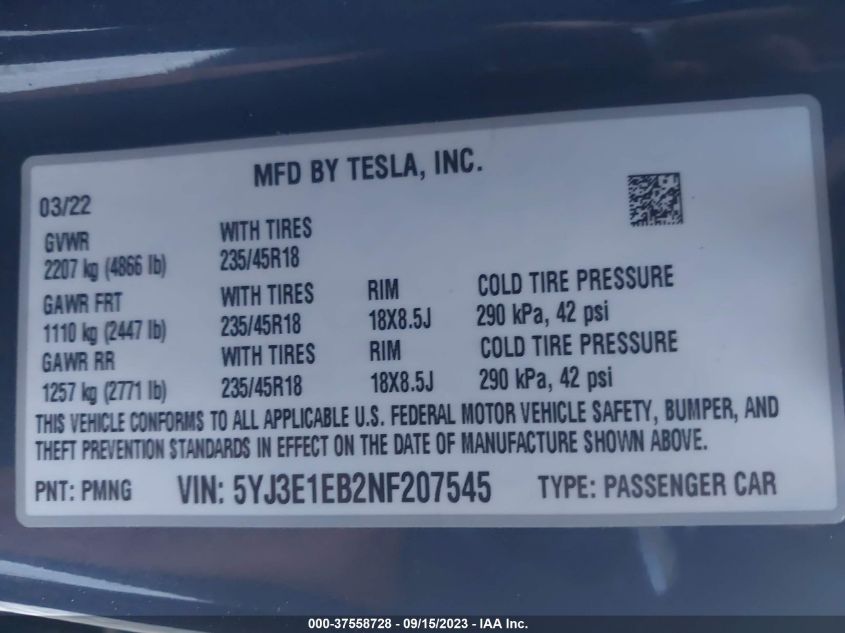 MFD BY TESLA, INC.
03/22
GVWR WITH TIRES
2207 kg (4866 lb) 235/45R18
GAWR FRT WITH TIRES RIM COLD TIRE PRESSURE
1110 kg (2447 lb) 235/45R18 18X8.5J 290 kPa, 42 psi
GAWR RR WITH TIRES RIM COLD TIRE PRESSURE
1257 kg (2771 lb) 235/45R18 18X8.5J 290 kPa, 42 psi
THIS VEHICLE CONFORMS TO ALL APPLICABLE U.S. FEDERAL MOTOR VEHICLE SAFETY, BUMPER, AND
THEFT PREVENTION STANDARDS IN EFFECT ON THE DATE OF MANUFACTURE SHOWN ABOVE.
PNT: PMNG VIN: 5YJ3E1EB2NF207545 TYPE: PASSENGER CAR
000-37558728 - 09/15/2023 - IAA Inc.